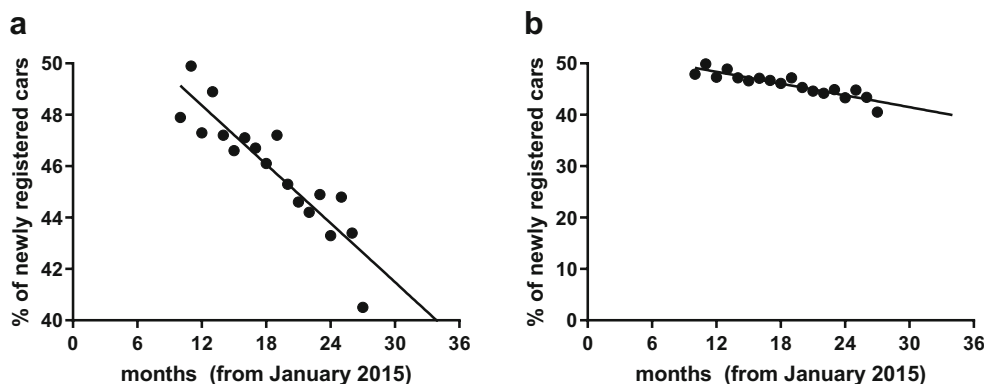 a
% of newly registered cars
50
48
46
44
42
40
0 6 12 18 24 30 36
months (from January 2015)
b
% of newly registered cars
50
40
30
20
10
0
0 6 12 18 24 30 36
months (from January 2015)